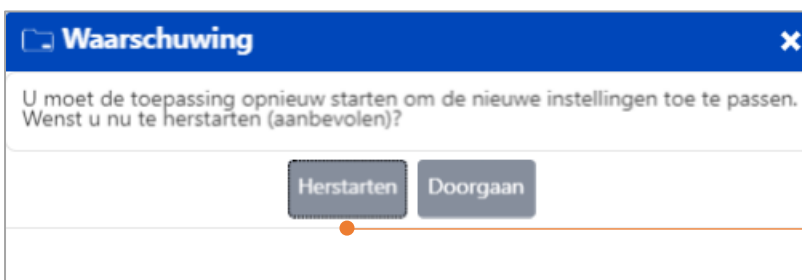 Waarschuwing
U moet de toepassing opnieuw starten om de nieuwe instellingen toe te passen.
Wenst u nu te herstarten (aanbevolen)?
Herstarten Doorgaan